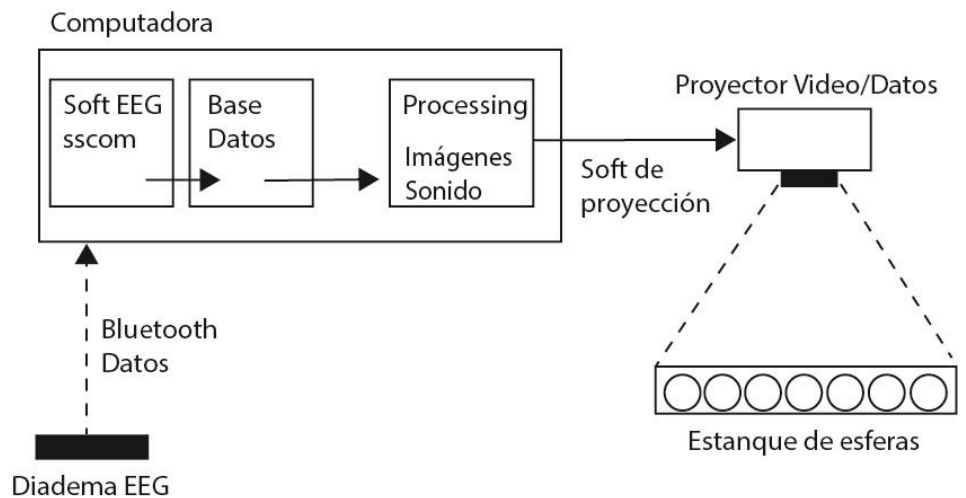 Computadora
Soft EEG
sscom
Base
Datos
Processing
Imágenes
Sonido
Soft de
proyección
Proyector Video/Datos
Bluetooth
Datos
Diadema EEG
Estanque de esferas